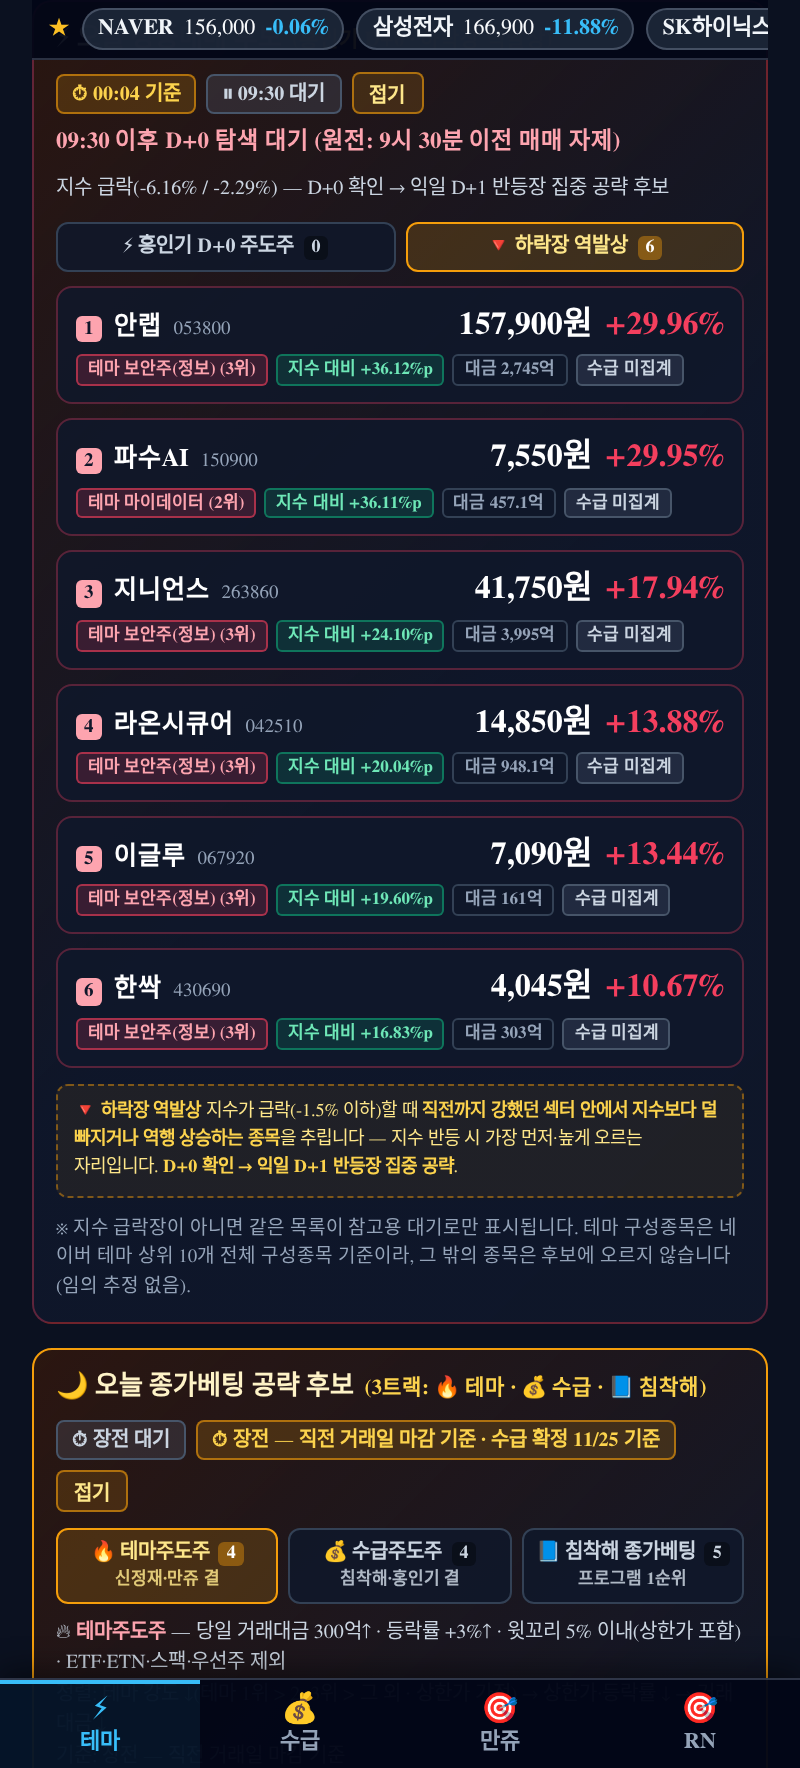 ★ NAVER 156,000 -0.06% 삼성전자 166,900 -11.88% SK하이닉스
⏱ 00:04 기준 ⏸ 09:30 대기 접기
09:30 이후 D+0 탐색 대기 (원전: 9시 30분 이전 매매 자제)
지수 급락(-6.16% / -2.29%) — D+0 확인 → 익일 D+1 반등장 집중 공략 후보
⚡ 홍인기 D+0 주도주 0 🔻 하락장 역발상 6
1 안랩 053800 157,900원 +29.96%
테마 보안주(정보) (3위) 지수 대비 +36.12%p 대금 2,745억 수급 미집계
2 파수AI 150900 7,550원 +29.95%
테마 마이데이터 (2위) 지수 대비 +36.11%p 대금 457.1억 수급 미집계
3 지니언스 263860 41,750원 +17.94%
테마 보안주(정보) (3위) 지수 대비 +24.10%p 대금 3,995억 수급 미집계
4 라온시큐어 042510 14,850원 +13.88%
테마 보안주(정보) (3위) 지수 대비 +20.04%p 대금 948.1억 수급 미집계
5 이글루 067920 7,090원 +13.44%
테마 보안주(정보) (3위) 지수 대비 +19.60%p 대금 161억 수급 미집계
6 한싹 430690 4,045원 +10.67%
테마 보안주(정보) (3위) 지수 대비 +16.83%p 대금 303억 수급 미집계
🔻 하락장 역발상 지수가 급락(-1.5% 이하)할 때 직전까지 강했던 섹터 안에서 지수보다 덜
빠지거나 역행 상승하는 종목을 추립니다 — 지수 반등 시 가장 먼저·높게 오르는
자리입니다. D+0 확인 → 익일 D+1 반등장 집중 공략.
※ 지수 급락장이 아니면 같은 목록이 참고용 대기로만 표시됩니다. 테마 구성종목은 네
이버 테마 상위 10개 전체 구성종목 기준이라, 그 밖의 종목은 후보에 오르지 않습니다
(임의 추정 없음).
🌙 오늘 종가베팅 공략 후보 (3트랙: 🔥 테마 · 💰 수급 · 📘 침착해)
⏱ 장전 대기 ⏱ 장전 — 직전 거래일 마감 기준 · 수급 확정 11/25 기준
접기
🔥 테마주도주 4 💰 수급주도주 4 📘 침착해 종가베팅 5
신정재·만쥬 결 침착해·홍인기 결 프로그램 1순위
🔥 테마주도주 — 당일 거래대금 300억↑ · 등락률 +3%↑ · 윗꼬리 5% 이내(상한가 포함)
· ETF·ETN·스팩·우선주 제외
⚡ 💰 🎯 🎯
테마 수급 만쥬 RN